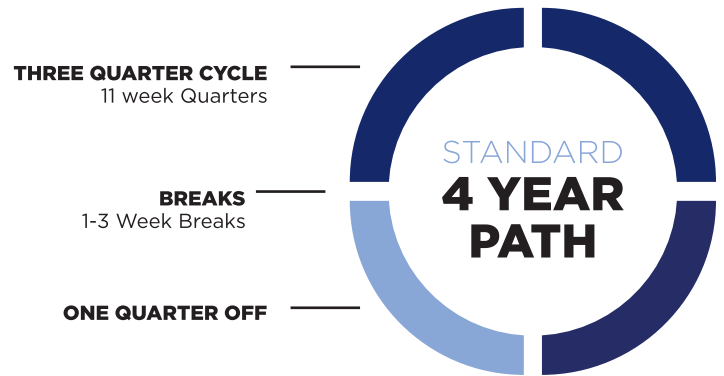 THREE QUARTER CYCLE
11 week Quarters
BREAKS
1-3 Week Breaks
ONE QUARTER OFF
STANDARD
4 YEAR
PATH